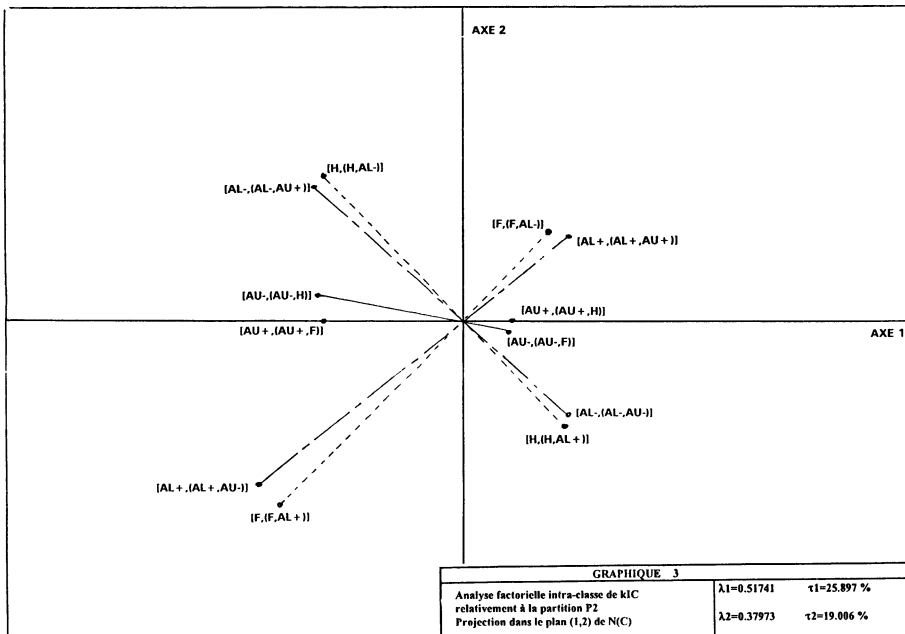 AXE 2
[H,(H,AL-)]
[AL-,(AL-,AU+)]
[F,(F,AL-)]
[AL+,(AL+,AU+)]
[AU-,(AU-,H)]
[AU+,(AU+,H)]
[AU+,(AU+,F)]
AXE 1
[AU-,(AU-,F)]
[AL-,(AL-,AU-)]
[H,(H,AL+)]
[AL+,(AL+,AU-)]
[F,(F,AL+)]
GRAPHIQUE 3
Analyse factorielle intra-classe de kIC
relativement à la partition P2
Projection dans le plan (1,2) de N(C)
λ1=0.51741 τ1=25.897 %
λ2=0.37973 τ2=19.006 %